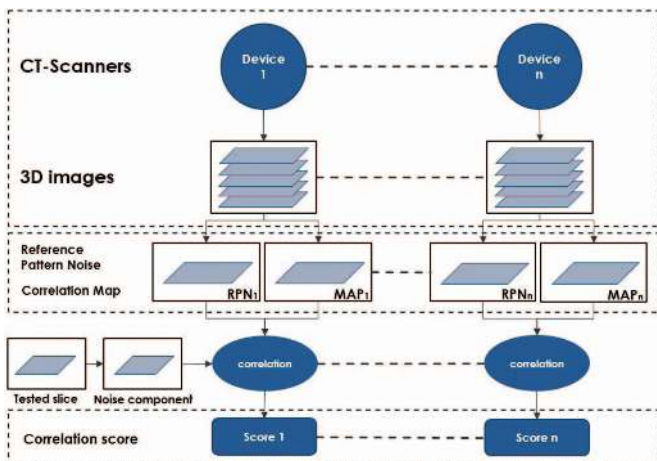 CT-Scanners
Device
1
Device
n
3D images
Reference
Pattern Noise
Correlation Map
RPN₁
MAP₁
RPNₙ
MAPₙ
correlation
correlation
Tested slice
Noise component
Correlation score
Score 1
Score n